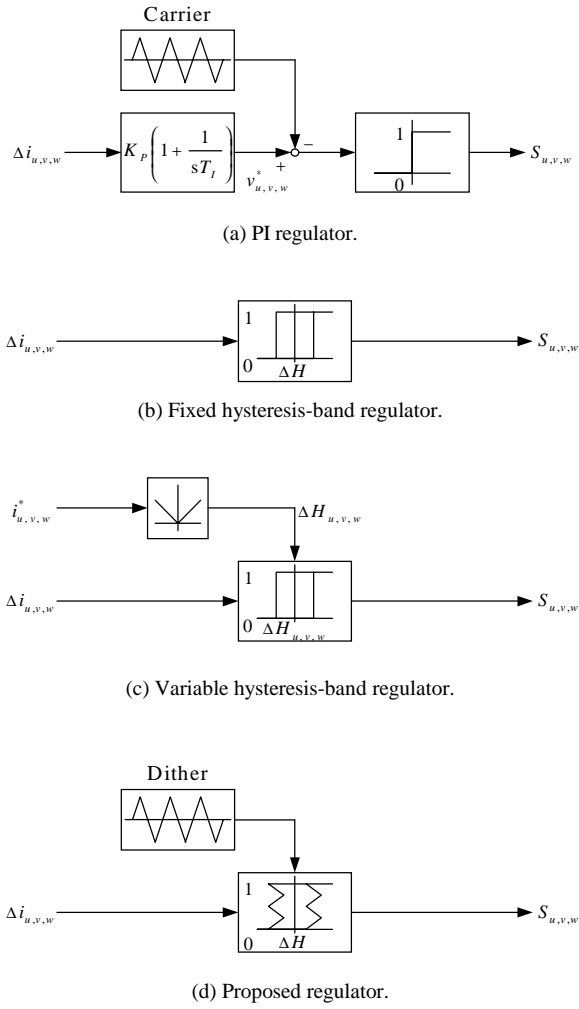 Carrier
Δi_{u,v,w}
K_P(1 + 1/sT_I)
v^*_{u,v,w}
+
−
1
0
S_{u,v,w}
(a) PI regulator.
Δi_{u,v,w}
1
0
ΔH
S_{u,v,w}
(b) Fixed hysteresis-band regulator.
i^*_{u,v,w}
ΔH_{u,v,w}
Δi_{u,v,w}
1
0
ΔH_{u,v,w}
S_{u,v,w}
(c) Variable hysteresis-band regulator.
Dither
Δi_{u,v,w}
1
0
ΔH
S_{u,v,w}
(d) Proposed regulator.